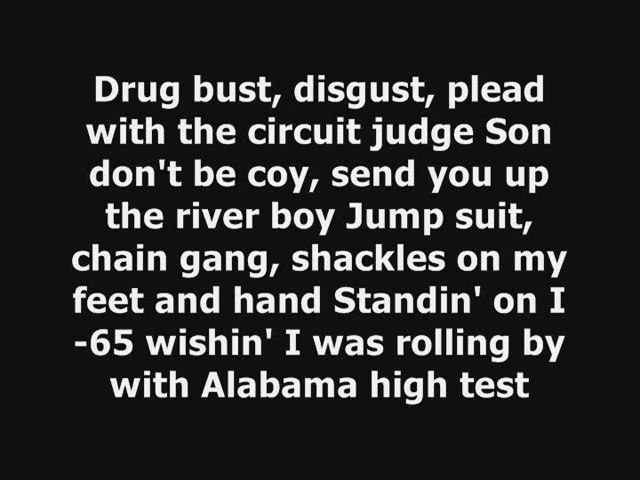 Drug bust, disgust, plead
with the circuit judge Son
don't be coy, send you up
the river boy Jump suit,
chain gang, shackles on my
feet and hand Standin' on I
-65 wishin' I was rolling by
with Alabama high test